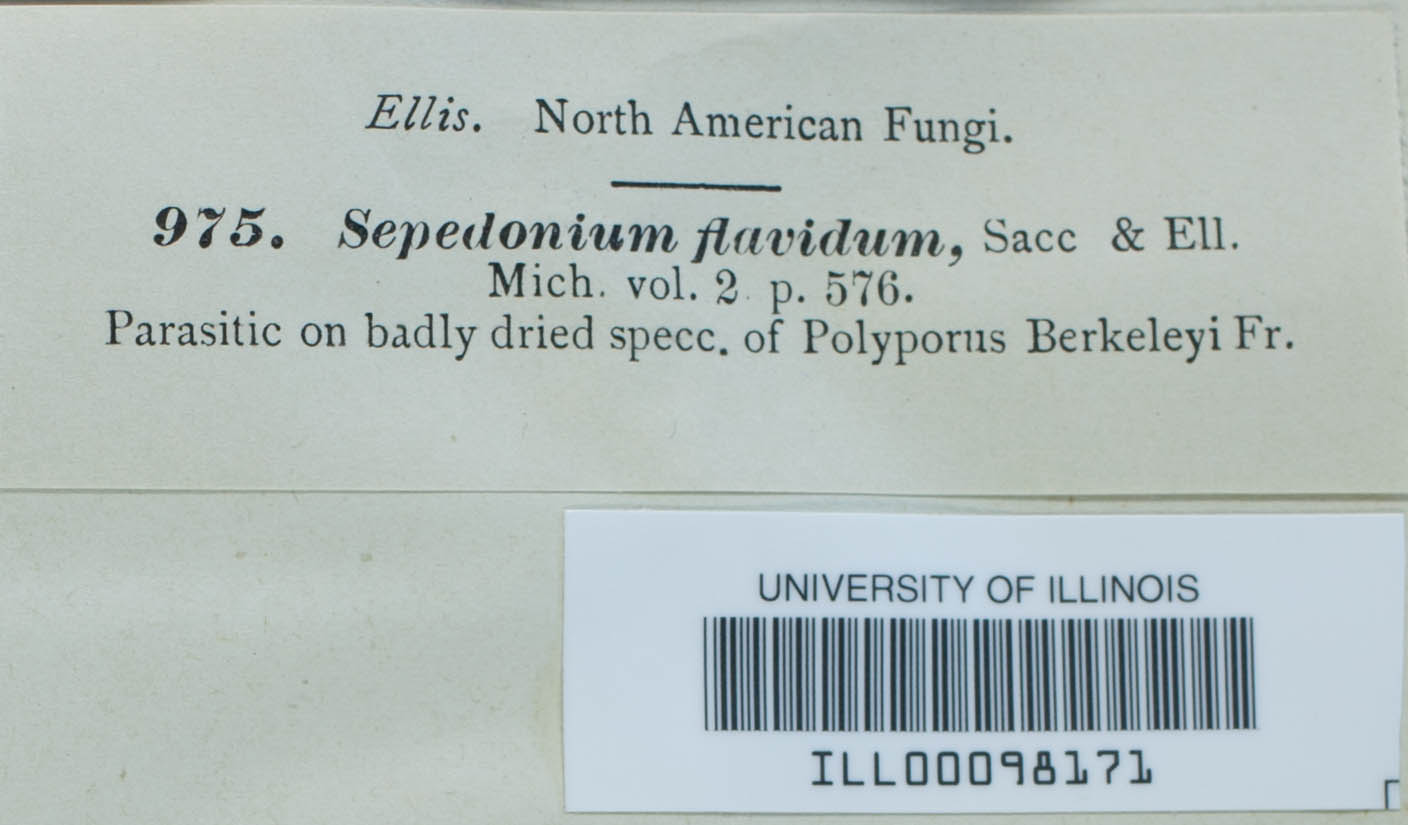 Ellis. North American Fungi.
975. Sepedonium flavidum, Sacc & Ell.
Mich. vol. 2. p. 576.
Parasitic on badly dried specc. of Polyporus Berkeleyi Fr.
UNIVERSITY OF ILLINOIS
ILL00098171